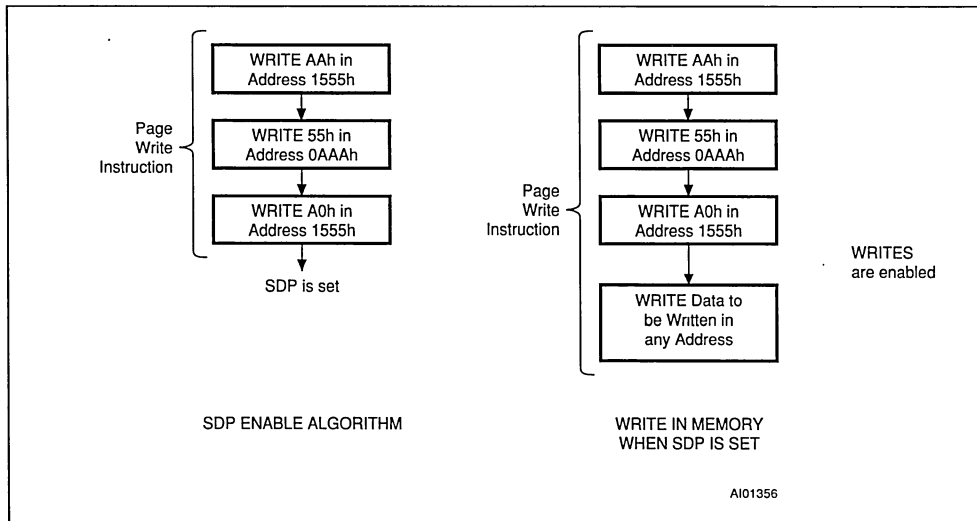 Page
Write
Instruction
WRITE AAh in
Address 1555h
WRITE 55h in
Address 0AAAh
WRITE A0h in
Address 1555h
SDP is set
SDP ENABLE ALGORITHM
Page
Write
Instruction
WRITE AAh in
Address 1555h
WRITE 55h in
Address 0AAAh
WRITE A0h in
Address 1555h
WRITE Data to
be Written in
any Address
WRITES
are enabled
WRITE IN MEMORY
WHEN SDP IS SET
AI01356